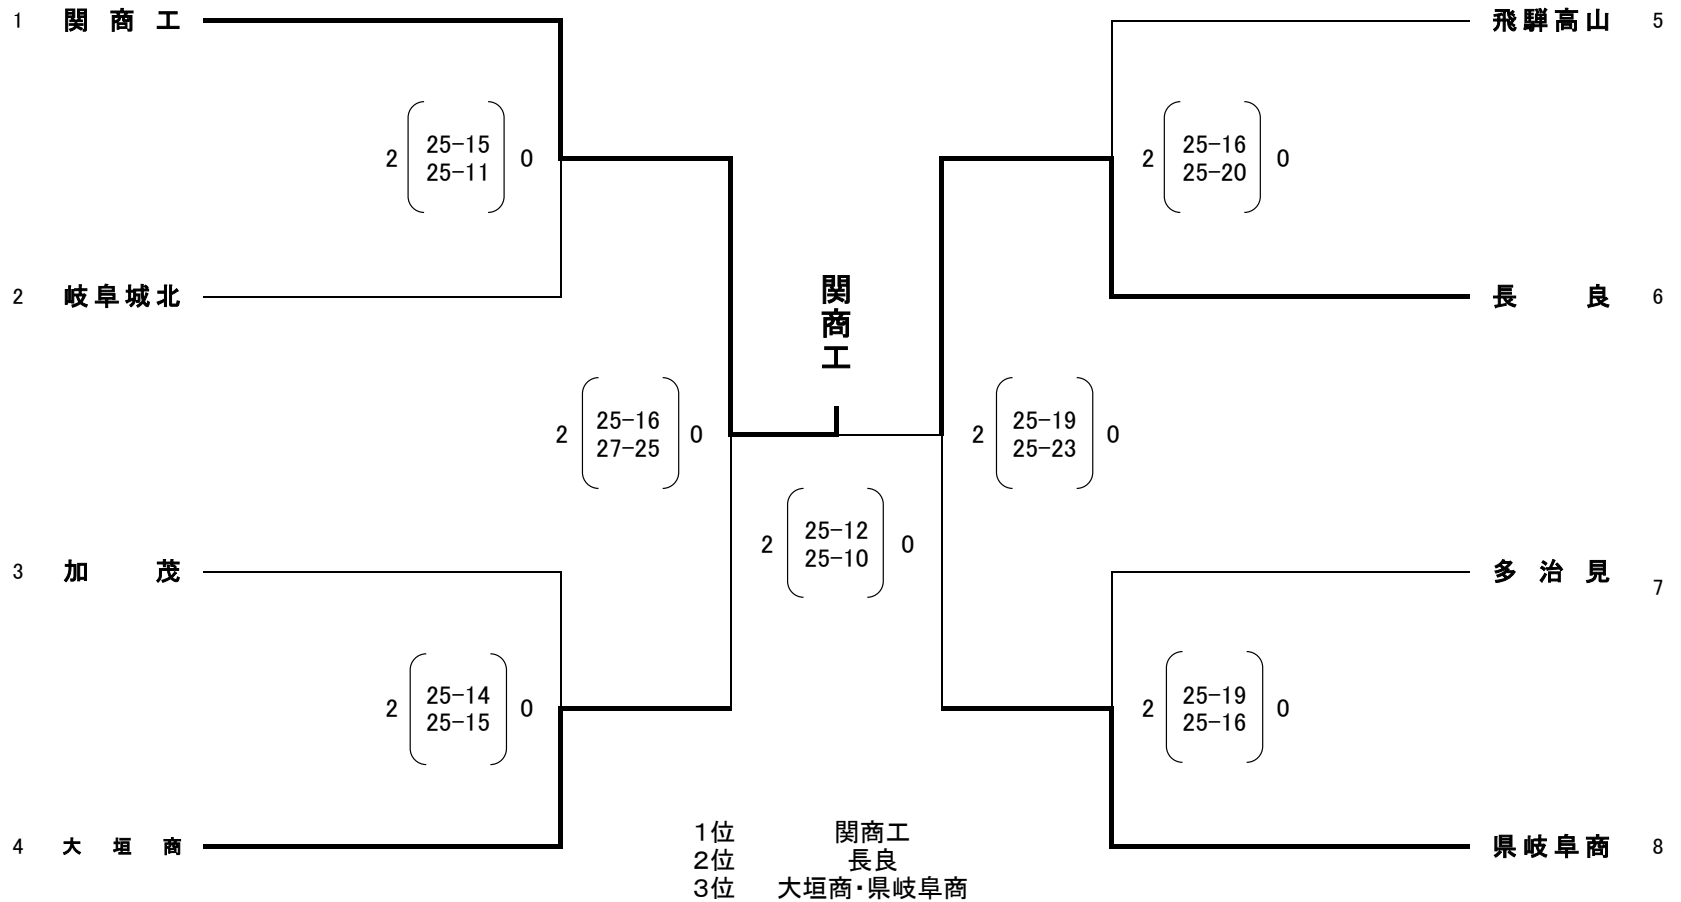 1 関商工
飛騨高山 5
2 25-15 0
25-11
2 25-16 0
25-20
2 岐阜城北
関商工
長良 6
2 25-16 0
27-25
2 25-19 0
25-23
2 25-12 0
25-10
3 加茂
多治見 7
2 25-14 0
25-15
2 25-19 0
25-16
4 大垣商
県岐阜商 8
1位 関商工
2位 長良
3位 大垣商・県岐阜商